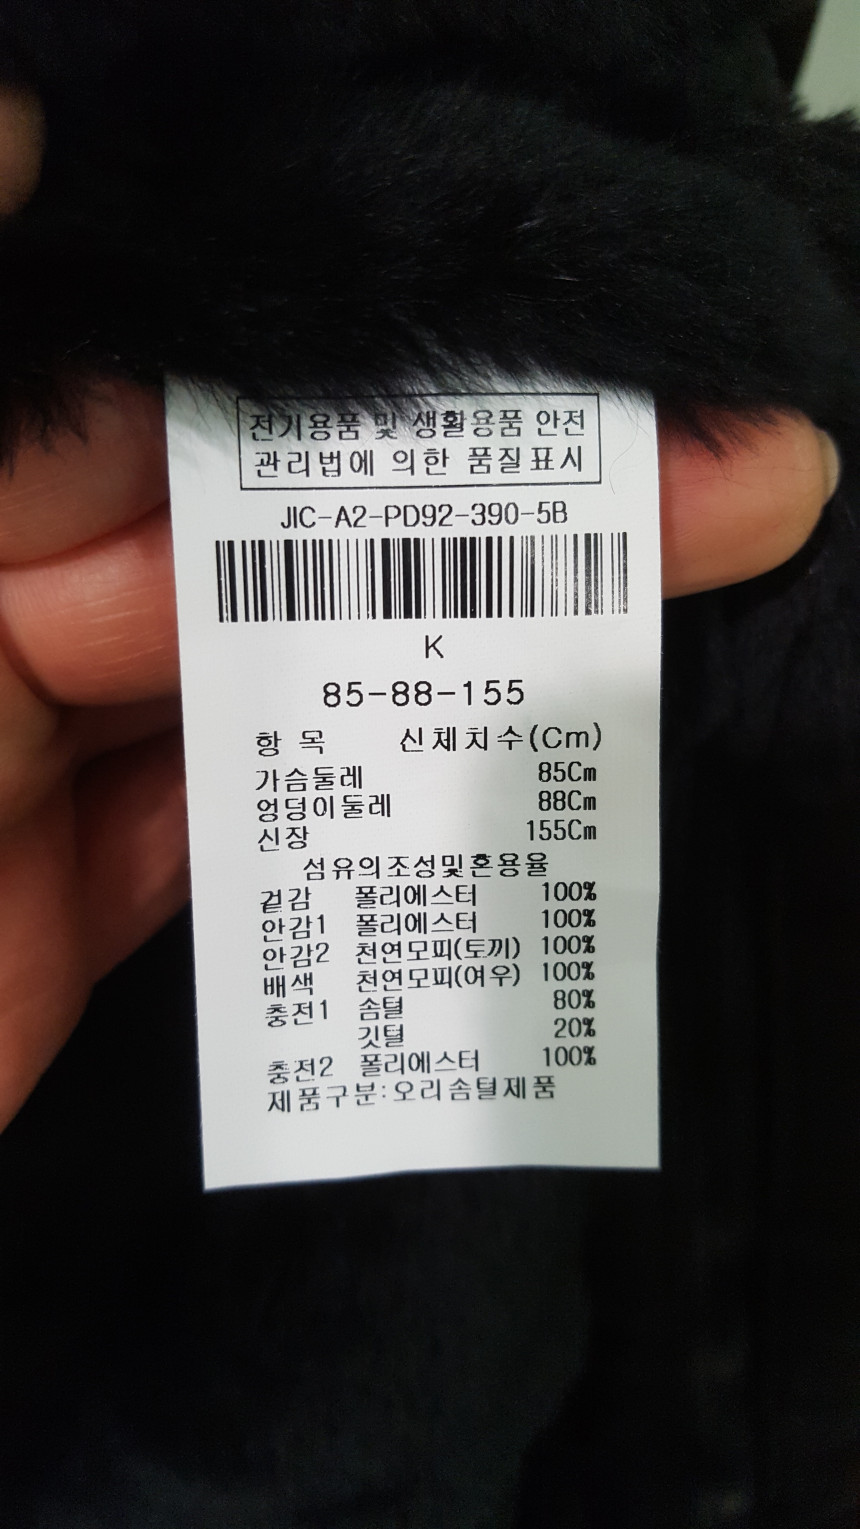 전기용품 및 생활용품 안전
관리법에 의한 품질표시
JIC-A2-PD92-390-5B
K
85-88-155
항 목 신체치수(Cm)
가슴둘레 85Cm
엉덩이둘레 88Cm
신장 155Cm
섬유의조성및혼용율
겉감 폴리에스터 100%
안감1 폴리에스터 100%
안감2 천연모피(토끼) 100%
배색 천연모피(여우) 100%
충전1 솜털 80%
깃털 20%
충전2 폴리에스터 100%
제품구분:오리솜털제품